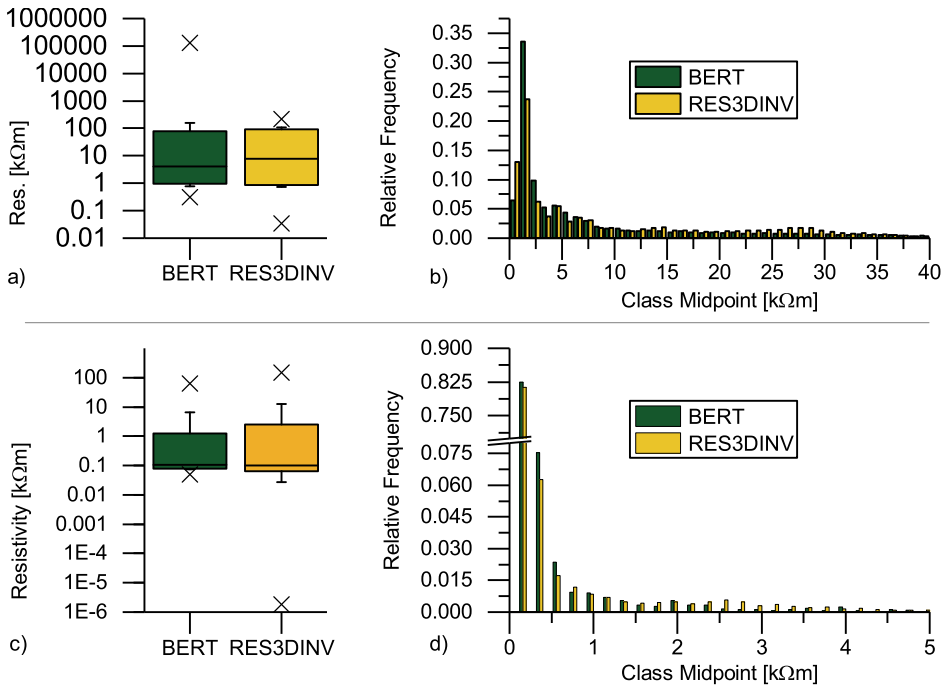 1000000
100000
10000
1000
100
10
1
0.1
0.01
Res. [kΩm]
BERT RES3DINV
a)
0.35
0.30
0.25
0.20
0.15
0.10
0.05
0.00
Relative Frequency
BERT
RES3DINV
0 5 10 15 20 25 30 35 40
Class Midpoint [kΩm]
b)
100
10
1
0.1
0.01
0.001
1E-4
1E-5
1E-6
Resistivity [kΩm]
BERT RES3DINV
c)
0.900
0.825
0.750
0.075
0.060
0.045
0.030
0.015
0.000
Relative Frequency
BERT
RES3DINV
0 1 2 3 4 5
Class Midpoint [kΩm]
d)